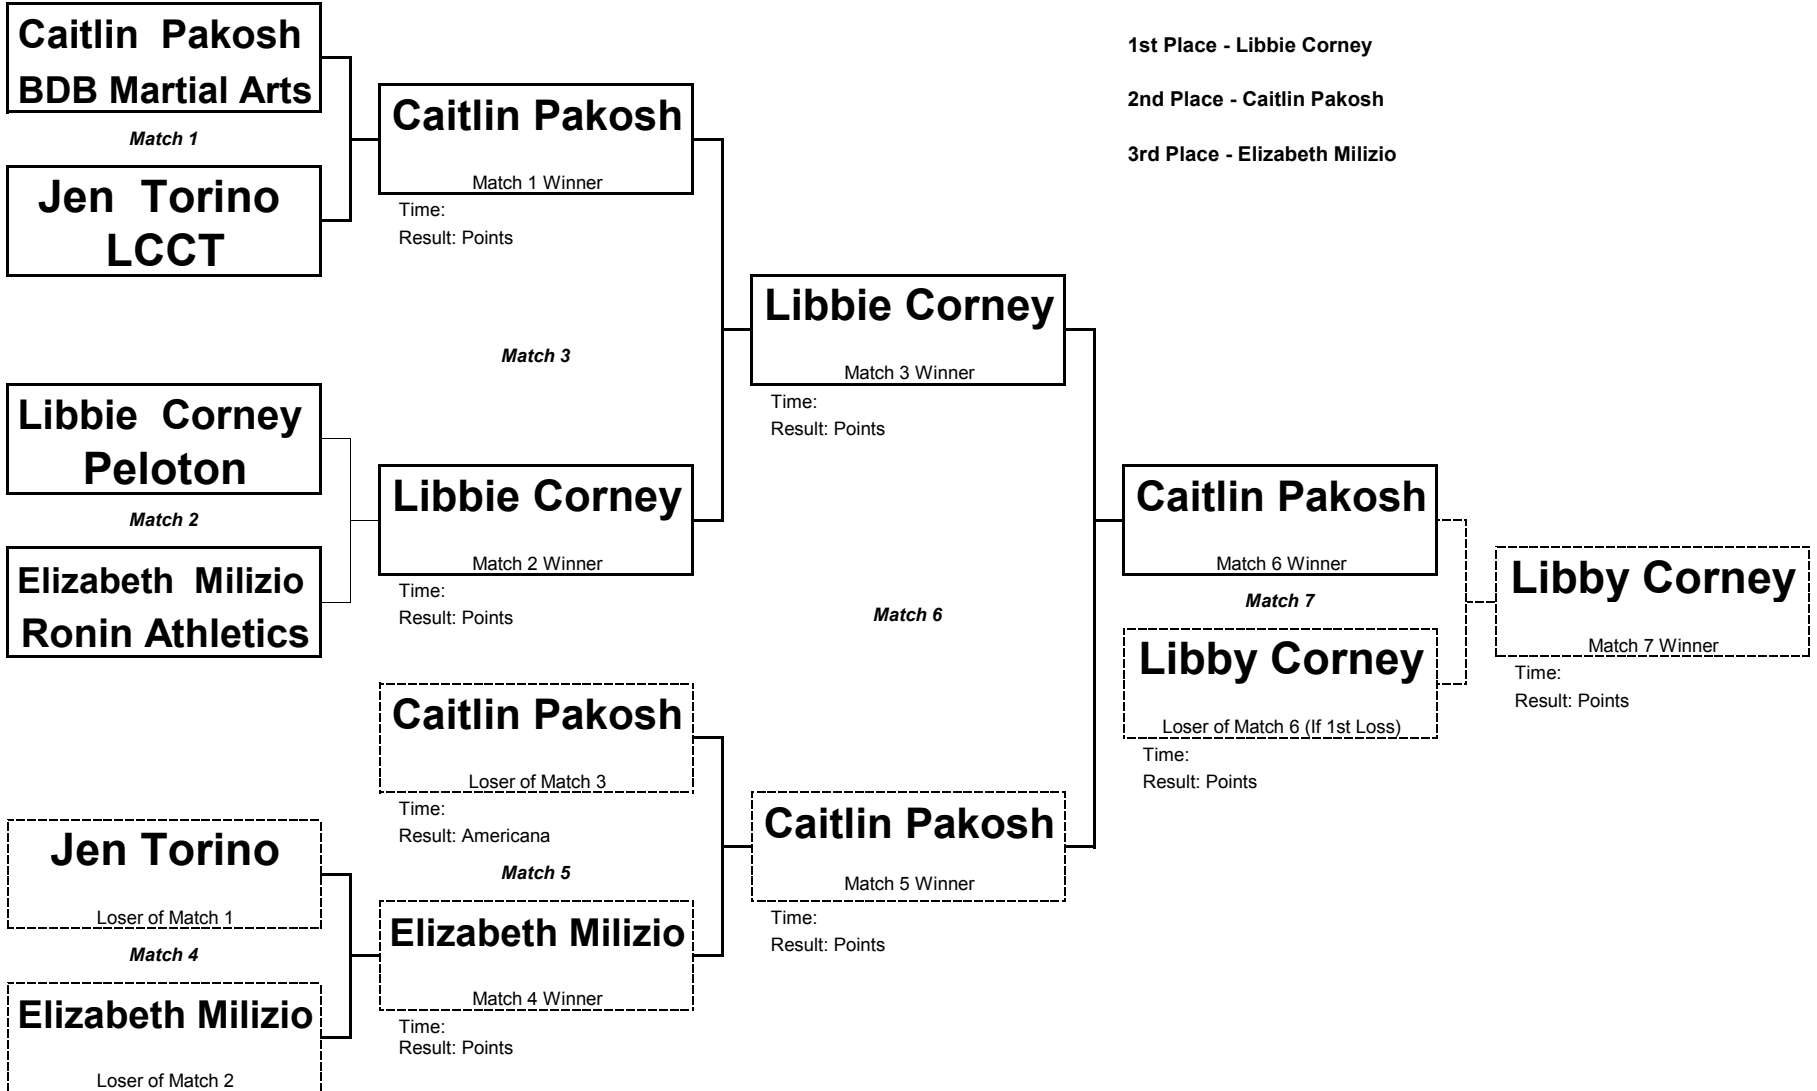 Caitlin Pakosh
BDB Martial Arts
Match 1
Jen Torino
LCCT
Caitlin Pakosh
Match 1 Winner
Time:
Result: Points
1st Place - Libbie Corney
2nd Place - Caitlin Pakosh
3rd Place - Elizabeth Milizio
Match 3
Libbie Corney
Match 3 Winner
Time:
Result: Points
Libbie Corney
Peloton
Match 2
Elizabeth Milizio
Ronin Athletics
Libbie Corney
Match 2 Winner
Time:
Result: Points
Match 6
Caitlin Pakosh
Match 6 Winner
Match 7
Libby Corney
Loser of Match 6 (If 1st Loss)
Time:
Result: Points
Libby Corney
Match 7 Winner
Time:
Result: Points
Caitlin Pakosh
Loser of Match 3
Time:
Result: Americana
Match 5
Caitlin Pakosh
Match 5 Winner
Time:
Result: Points
Jen Torino
Loser of Match 1
Match 4
Elizabeth Milizio
Loser of Match 2
Elizabeth Milizio
Match 4 Winner
Time:
Result: Points